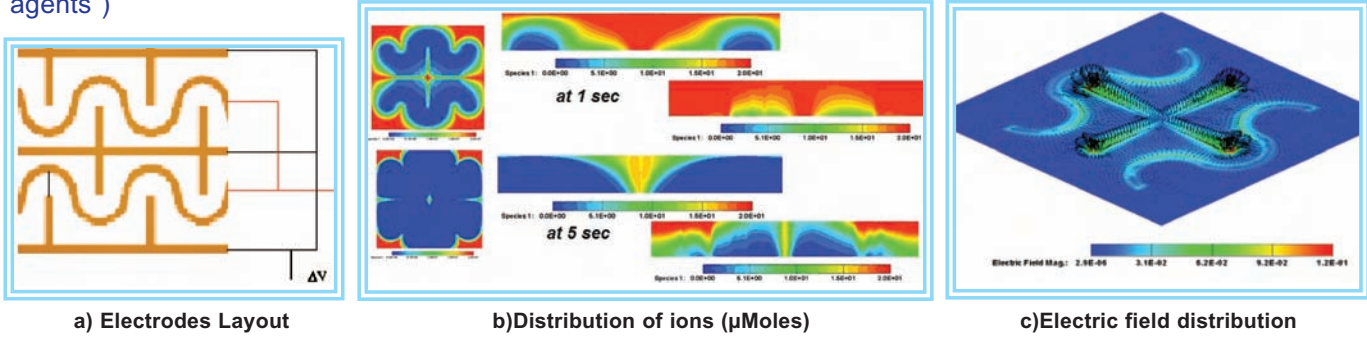 agents )
ΔV
Species 1: 0.0E+00 5.1E+00 1.0E+01 1.5E+01 2.0E+01
at 1 sec
Species 1: 0.0E+00 5.1E+00 1.0E+01 1.5E+01 2.0E+01
Species 1: 0.0E+00 5.1E+00 1.0E+01 1.5E+01 2.0E+01
at 5 sec
Species 1: 0.0E+00 5.1E+00 1.0E+01 1.5E+01 2.0E+01
Electric Field Mag.: 2.9E-06 3.1E-02 6.2E-02 9.2E-02 1.2E-01
a) Electrodes Layout
b)Distribution of ions (µMoles)
c)Electric field distribution